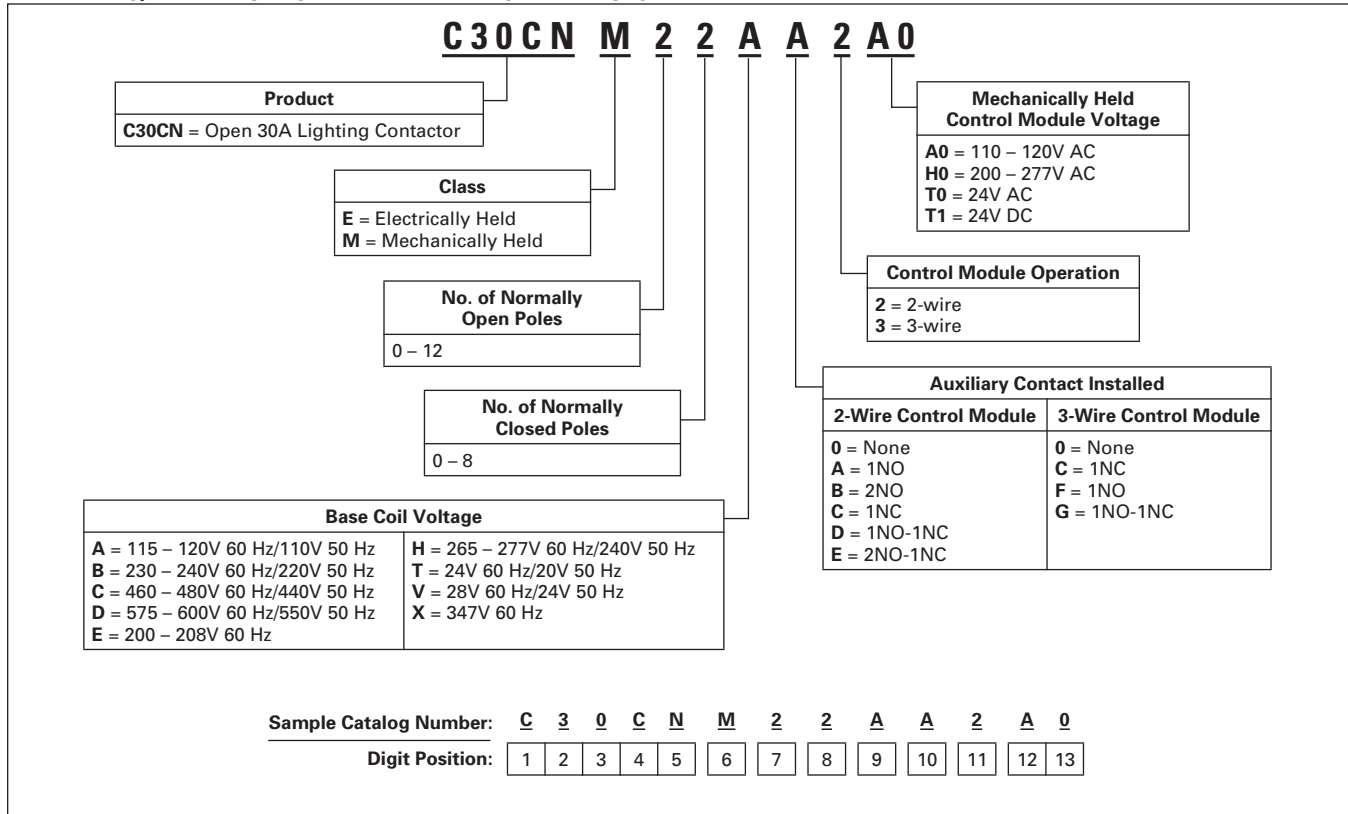 C30CN M 2 2 A A 2 A0
Product
C30CN = Open 30A Lighting Contactor
Class
E = Electrically Held
M = Mechanically Held
No. of Normally
Open Poles
0 – 12
No. of Normally
Closed Poles
0 – 8
Base Coil Voltage
A = 115 – 120V 60 Hz/110V 50 Hz
B = 230 – 240V 60 Hz/220V 50 Hz
C = 460 – 480V 60 Hz/440V 50 Hz
D = 575 – 600V 60 Hz/550V 50 Hz
E = 200 – 208V 60 Hz
H = 265 – 277V 60 Hz/240V 50 Hz
T = 24V 60 Hz/20V 50 Hz
V = 28V 60 Hz/24V 50 Hz
X = 347V 60 Hz
Mechanically Held
Control Module Voltage
A0 = 110 – 120V AC
H0 = 200 – 277V AC
T0 = 24V AC
T1 = 24V DC
Control Module Operation
2 = 2-wire
3 = 3-wire
Auxiliary Contact Installed
2-Wire Control Module
0 = None
A = 1NO
B = 2NO
C = 1NC
D = 1NO-1NC
E = 2NO-1NC
3-Wire Control Module
0 = None
C = 1NC
F = 1NO
G = 1NO-1NC
Sample Catalog Number: C 3 0 C N M 2 2 A A 2 A 0
Digit Position: 1 2 3 4 5 6 7 8 9 10 11 12 13